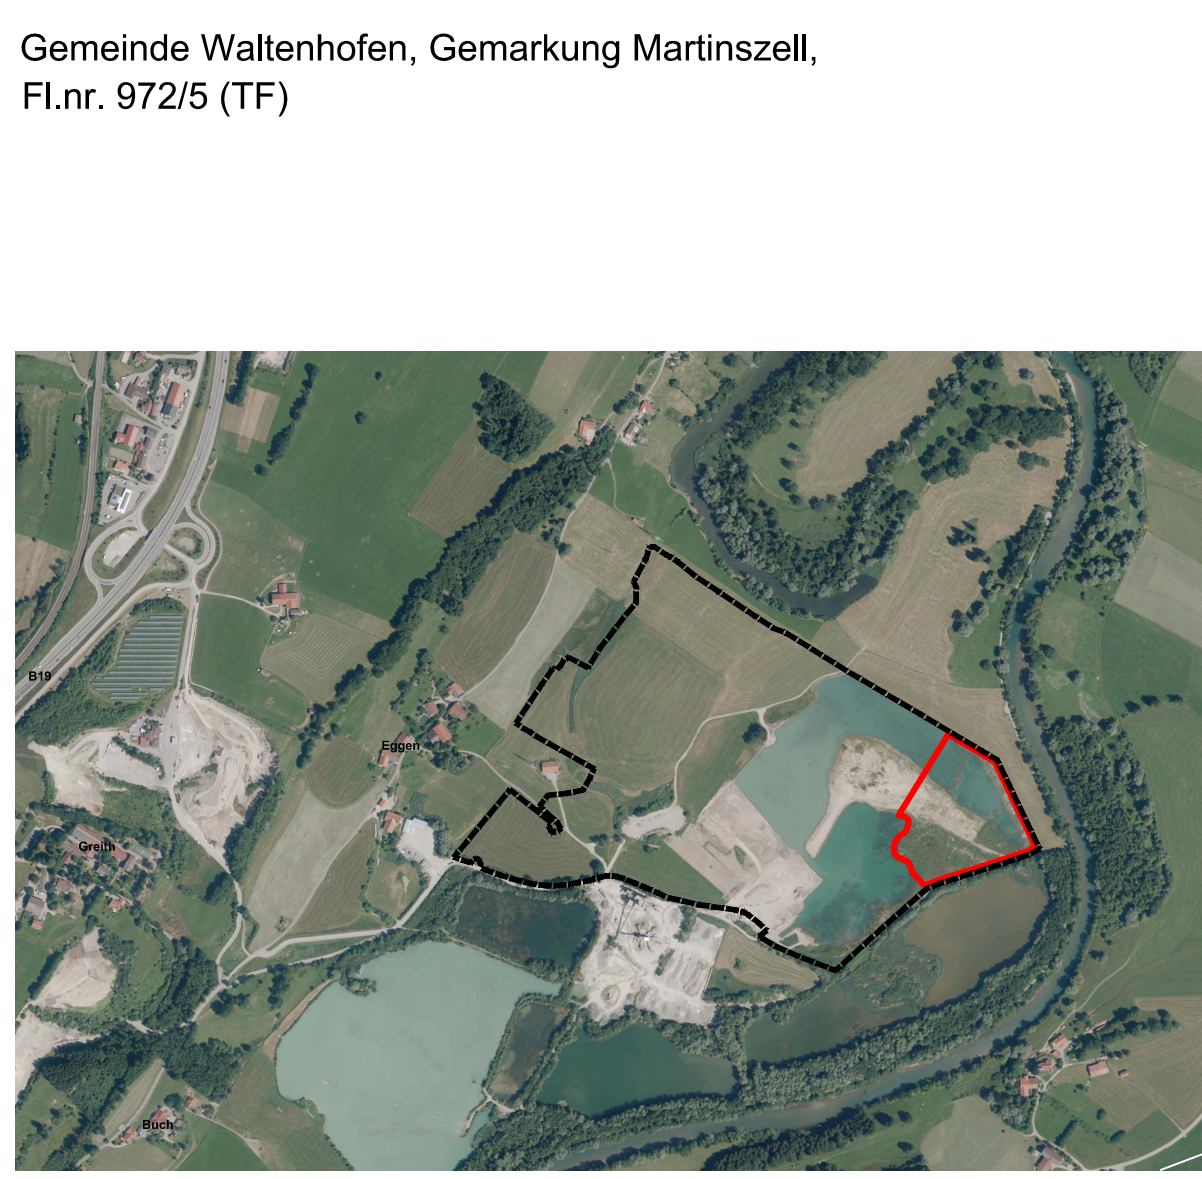 Gemeinde Waltenhofen, Gemarkung Martinszell,
Fl.nr. 972/5 (TF)
B19
Eggen
Greith
Buch